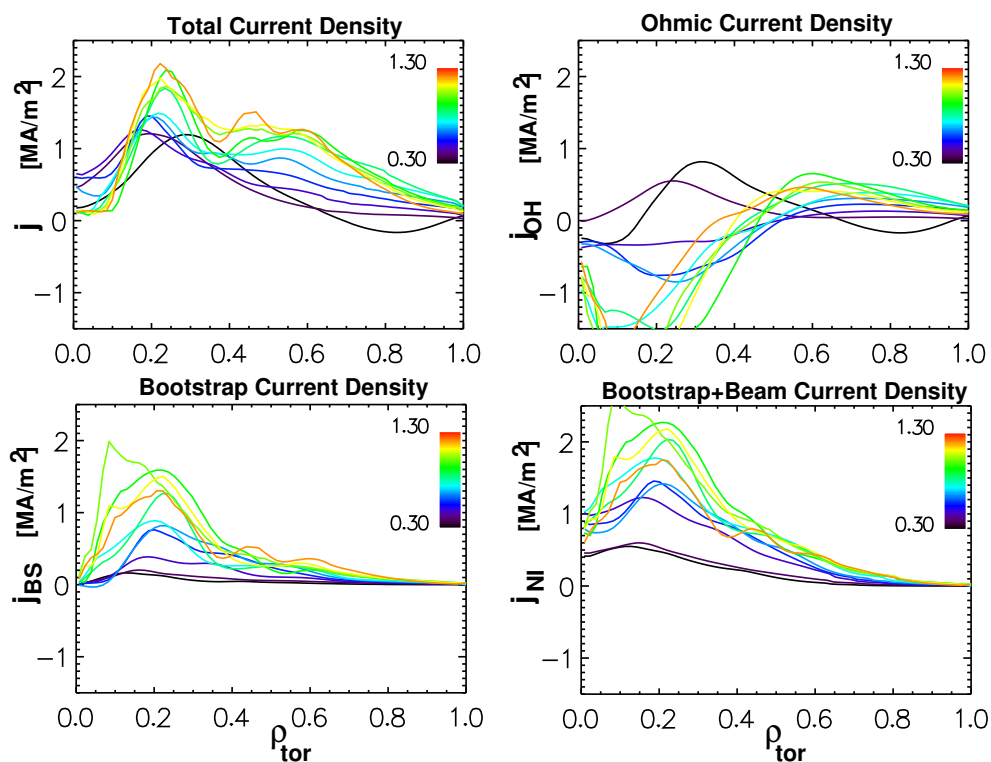 Total Current Density
j [MA/m²]
2
1
0
−1
1.30
0.30
0.0 0.2 0.4 0.6 0.8 1.0
Ohmic Current Density
jOH [MA/m²]
2
1
0
−1
1.30
0.30
0.0 0.2 0.4 0.6 0.8 1.0
Bootstrap Current Density
jBS [MA/m²]
2
1
0
−1
1.30
0.30
0.0 0.2 0.4 0.6 0.8 1.0
ρtor
Bootstrap+Beam Current Density
jNI [MA/m²]
2
1
0
−1
1.30
0.30
0.0 0.2 0.4 0.6 0.8 1.0
ρtor